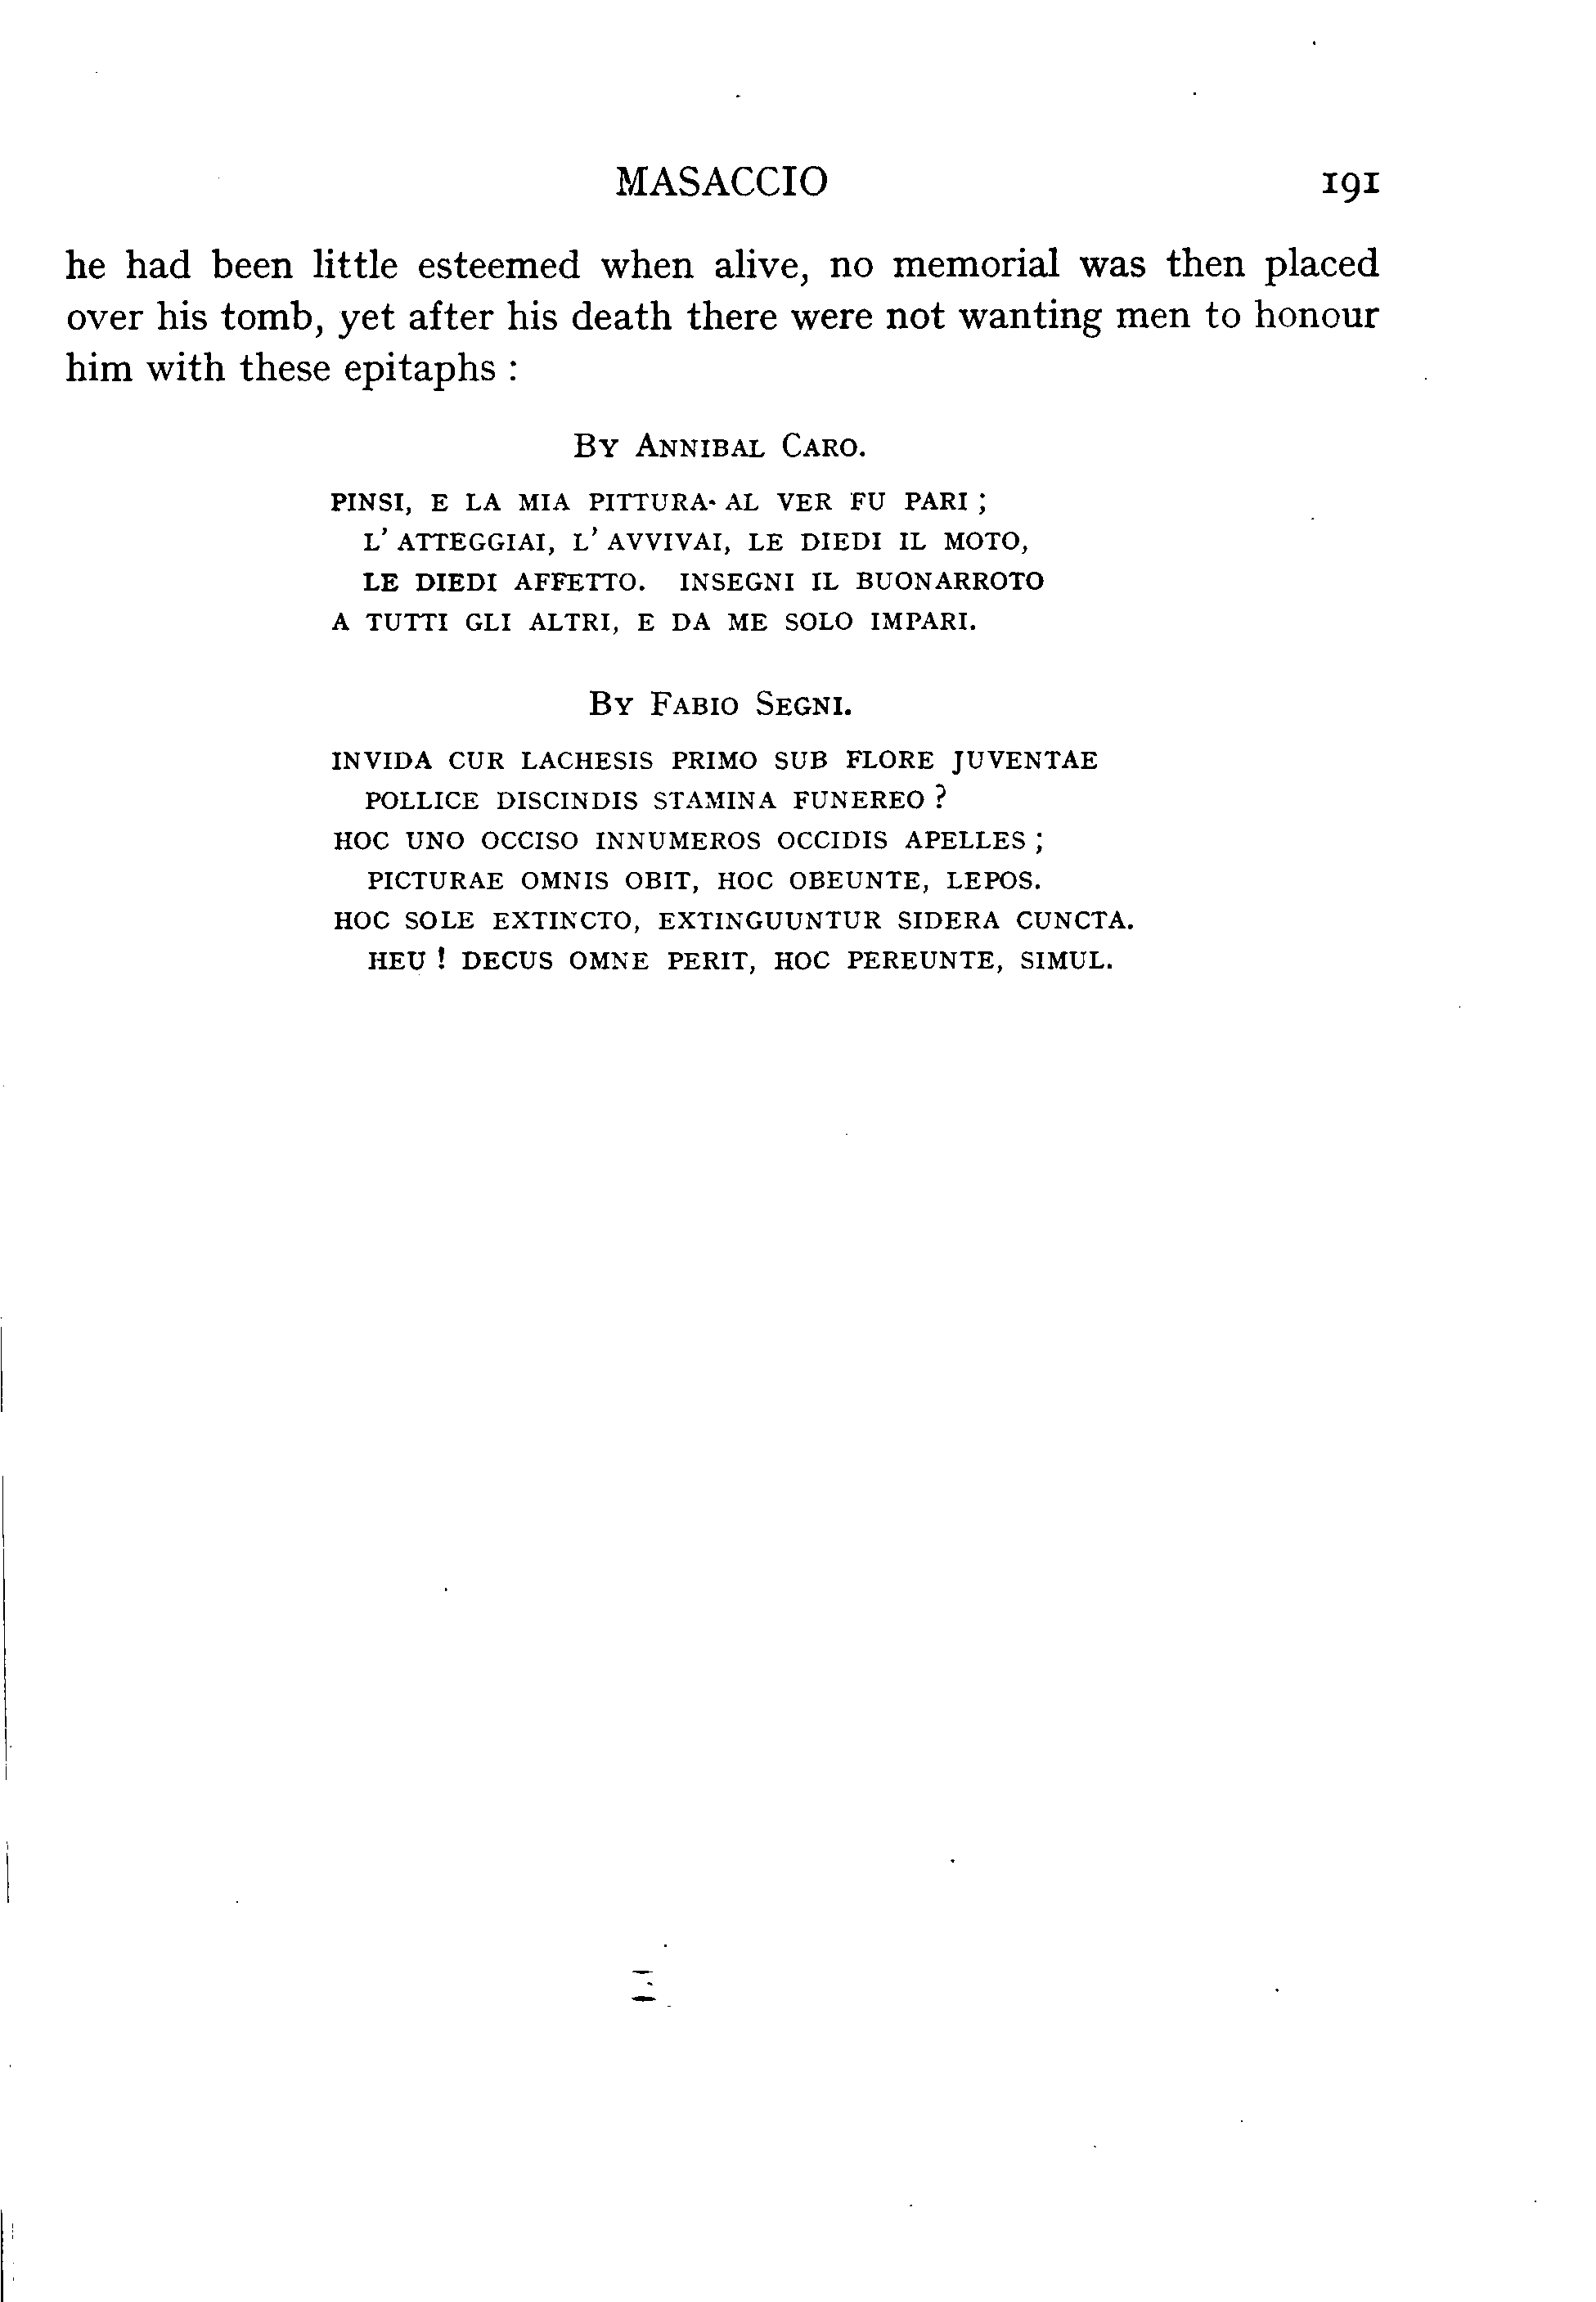 MASACCIO 191
he had been little esteemed when alive, no memorial was then placed
over his tomb, yet after his death there were not wanting men to honour
him with these epitaphs :
By Annibal Caro.
PINSI, E LA MIA PITTURA AL VER FU PARI ;
L' ATTEGGIAI, L' AVVIVAI, LE DIEDI IL MOTO,
LE DIEDI AFFETTO. INSEGNI IL BUONARROTO
A TUTTI GLI ALTRI, E DA ME SOLO IMPARI.
By Fabio Segni.
INVIDA CUR LACHESIS PRIMO SUB FLORE JUVENTAE
POLLICE DISCINDIS STAMINA FUNEREO ?
HOC UNO OCCISO INNUMEROS OCCIDIS APELLES ;
PICTURAE OMNIS OBIT, HOC OBEUNTE, LEPOS.
HOC SOLE EXTINCTO, EXTINGUUNTUR SIDERA CUNCTA.
HEU ! DECUS OMNE PERIT, HOC PEREUNTE, SIMUL.